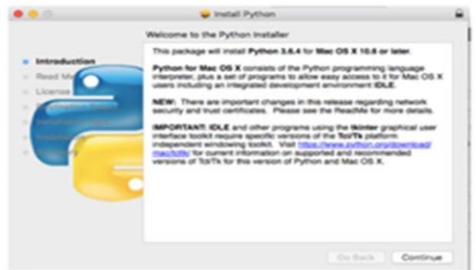 Install Python
Welcome to the Python Installer
Introduction
Read Me
License
This package will install Python 3.6.4 for Mac OS X 10.6 or later.
Python for Mac OS X consists of the Python programming language
interpreter, plus a set of programs to allow easy access to it for Mac OS X
users including an integrated development environment IDLE.
NEW: There are important changes in this release regarding network
security and trust certificates. Please see the ReadMe for more details.
IMPORTANT: IDLE and other programs using the tkinter graphical user
interface toolkit require specific versions of the Tcl/Tk platform
independent windowing toolkit. Visit https://www.python.org/download/
mac/tcltk/ for current information on supported and recommended
versions of Tcl/Tk for this version of Python and Mac OS X.
Go Back
Continue